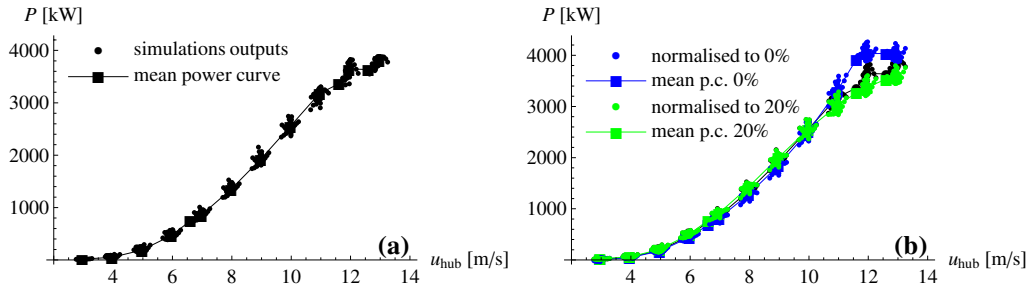 P [kW]
4000
3000
2000
1000
simulations outputs
mean power curve
(a)
4 6 8 10 12 14
u_hub [m/s]
P [kW]
4000
3000
2000
1000
normalised to 0%
mean p.c. 0%
normalised to 20%
mean p.c. 20%
(b)
4 6 8 10 12 14
u_hub [m/s]